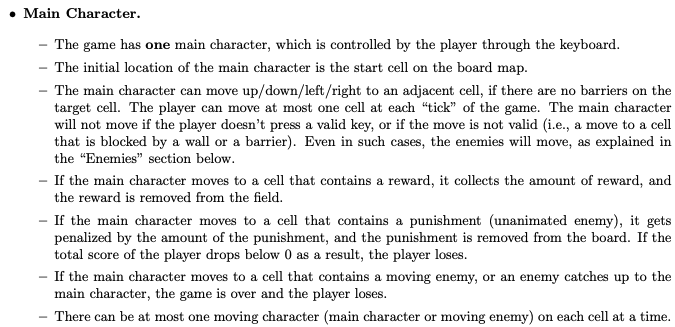 • Main Character.
– The game has one main character, which is controlled by the player through the keyboard.
– The initial location of the main character is the start cell on the board map.
– The main character can move up/down/left/right to an adjacent cell, if there are no barriers on the
target cell. The player can move at most one cell at each “tick” of the game. The main character
will not move if the player doesn’t press a valid key, or if the move is not valid (i.e., a move to a cell
that is blocked by a wall or a barrier). Even in such cases, the enemies will move, as explained in
the “Enemies” section below.
– If the main character moves to a cell that contains a reward, it collects the amount of reward, and
the reward is removed from the field.
– If the main character moves to a cell that contains a punishment (unanimated enemy), it gets
penalized by the amount of the punishment, and the punishment is removed from the board. If the
total score of the player drops below 0 as a result, the player loses.
– If the main character moves to a cell that contains a moving enemy, or an enemy catches up to the
main character, the game is over and the player loses.
– There can be at most one moving character (main character or moving enemy) on each cell at a time.